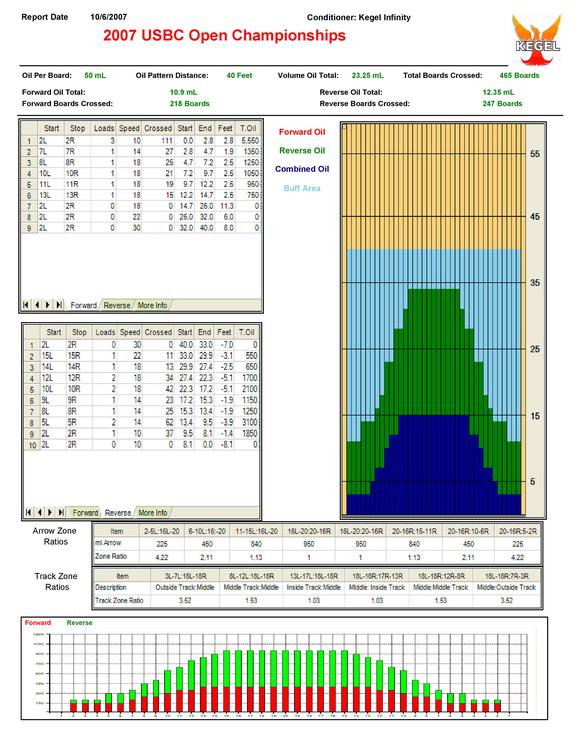 Report Date 10/6/2007 Conditioner: Kegel Infinity
2007 USBC Open Championships
KEGEL
Oil Per Board: 50 mL Oil Pattern Distance: 40 Feet Volume Oil Total: 23.25 mL Total Boards Crossed: 465 Boards
Forward Oil Total: 10.9 mL Reverse Oil Total: 12.35 mL
Forward Boards Crossed: 218 Boards Reverse Boards Crossed: 247 Boards
Start Stop Loads Speed Crossed Start End Feet T.Oil
1 2L 2R 3 10 111 0.0 2.8 2.8 5,550
2 7L 7R 1 14 27 2.8 4.7 1.9 1350
3 8L 8R 1 18 25 4.7 7.2 2.5 1250
4 10L 10R 1 18 21 7.2 9.7 2.5 1050
5 11L 11R 1 18 19 9.7 12.2 2.5 950
6 13L 13R 1 18 15 12.2 14.7 2.5 750
7 2L 2R 0 18 0 14.7 26.0 11.3 0
8 2L 2R 0 22 0 26.0 32.0 6.0 0
9 2L 2R 0 30 0 32.0 40.0 8.0 0
Forward Reverse More Info
Forward Oil
Reverse Oil
Combined Oil
Buff Area
55
45
35
25
15
5
Start Stop Loads Speed Crossed Start End Feet T.Oil
1 2L 2R 0 30 0 40.0 33.0 -7.0 0
2 15L 15R 1 22 11 33.0 29.9 -3.1 550
3 14L 14R 1 18 13 29.9 27.4 -2.5 650
4 12L 12R 2 18 34 27.4 22.3 -5.1 1700
5 10L 10R 2 18 42 22.3 17.2 -5.1 2100
6 9L 9R 1 14 23 17.2 15.3 -1.9 1150
7 8L 8R 1 14 25 15.3 13.4 -1.9 1250
8 5L 5R 2 14 62 13.4 9.5 -3.9 3100
9 2L 2R 1 10 37 9.5 8.1 -1.4 1850
10 2L 2R 0 10 0 8.1 0.0 -8.1 0
Forward Reverse More Info
Arrow Zone Ratios
Item 2-5L:16L-20 6-10L:16:-20 11-15L:16L-20 16L-20:20-16R 16L-20:20-16R 20-16R:15-11R 20-16R:10-6R 20-16R:5-2R
ml Arrow 225 450 840 950 950 840 450 225
Zone Ratio 4.22 2.11 1.13 1 1 1.13 2.11 4.22
Track Zone Ratios
Item 3L-7L:18L-18R 8L-12L:18L-18R 13L-17L:18L-18R 18L-18R:17R-13R 18L-18R:12R-8R 18L-18R:7R-3R
Description Outside Track:Middle Middle Track:Middle Inside Track:Middle Middle: Inside Track Middle:Middle Track Middle:Outside Track
Track Zone Ratio 3.52 1.53 1.03 1.03 1.53 3.52
Forward Reverse